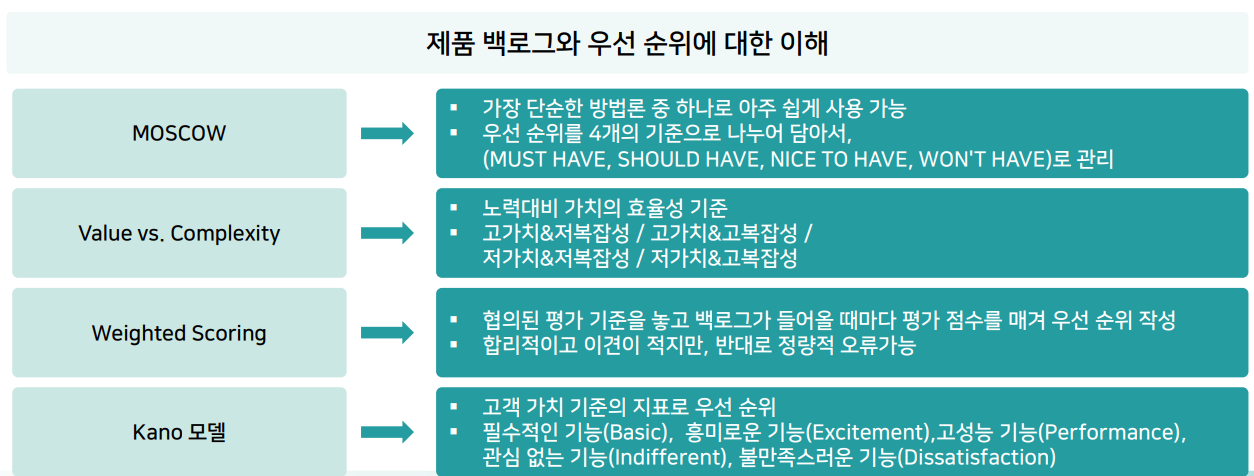 제품 백로그와 우선 순위에 대한 이해
MOSCOW
▪ 가장 단순한 방법론 중 하나로 아주 쉽게 사용 가능
▪ 우선 순위를 4개의 기준으로 나누어 담아서,
(MUST HAVE, SHOULD HAVE, NICE TO HAVE, WON'T HAVE)로 관리
Value vs. Complexity
▪ 노력대비 가치의 효율성 기준
▪ 고가치&저복잡성 / 고가치&고복잡성 /
저가치&저복잡성 / 저가치&고복잡성
Weighted Scoring
▪ 협의된 평가 기준을 놓고 백로그가 들어올 때마다 평가 점수를 매겨 우선 순위 작성
▪ 합리적이고 이견이 적지만, 반대로 정량적 오류가능
Kano 모델
▪ 고객 가치 기준의 지표로 우선 순위
▪ 필수적인 기능(Basic), 흥미로운 기능(Excitement),고성능 기능(Performance),
관심 없는 기능(Indifferent), 불만족스러운 기능(Dissatisfaction)